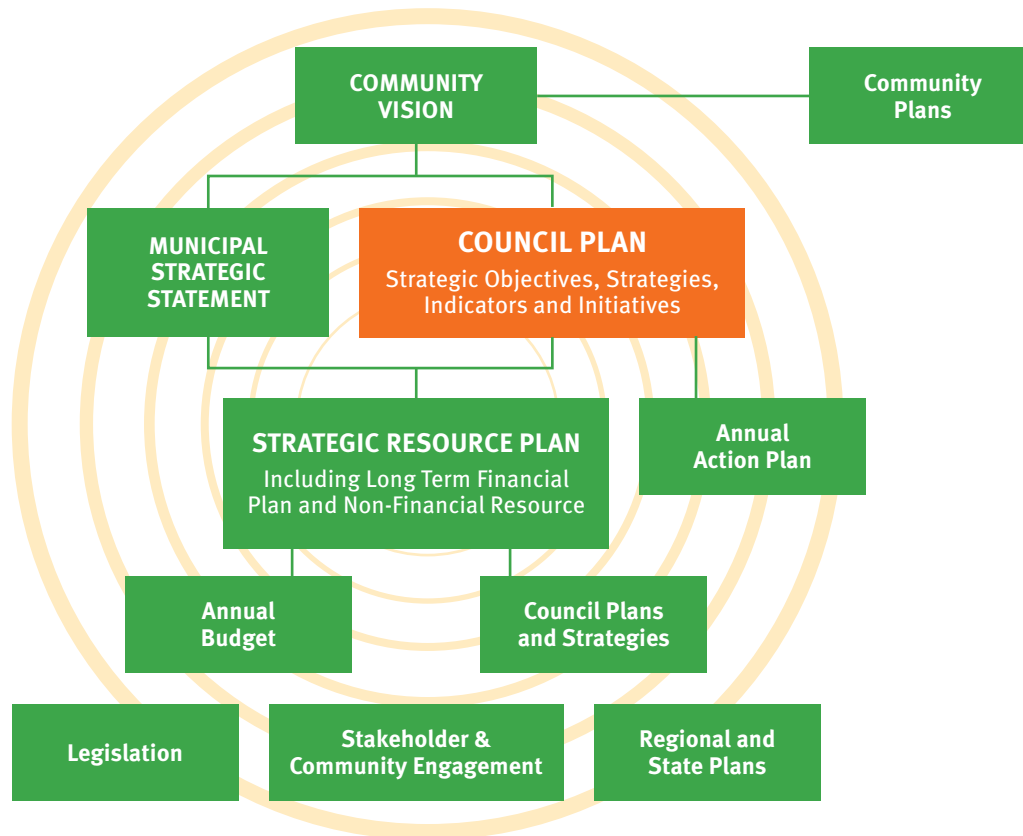 COMMUNITY
VISION
Community
Plans
MUNICIPAL
STRATEGIC
STATEMENT
COUNCIL PLAN
Strategic Objectives, Strategies,
Indicators and Initiatives
STRATEGIC RESOURCE PLAN
Including Long Term Financial
Plan and Non-Financial Resource
Annual
Action Plan
Annual
Budget
Council Plans
and Strategies
Legislation
Stakeholder &
Community Engagement
Regional and
State Plans